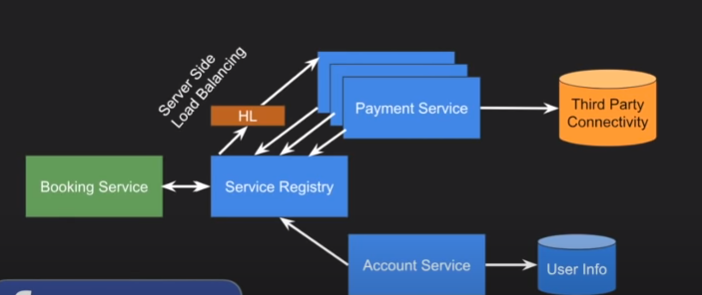 Server Side
Load Balancing
HL
Payment Service
Third Party
Connectivity
Booking Service
Service Registry
Account Service
User Info